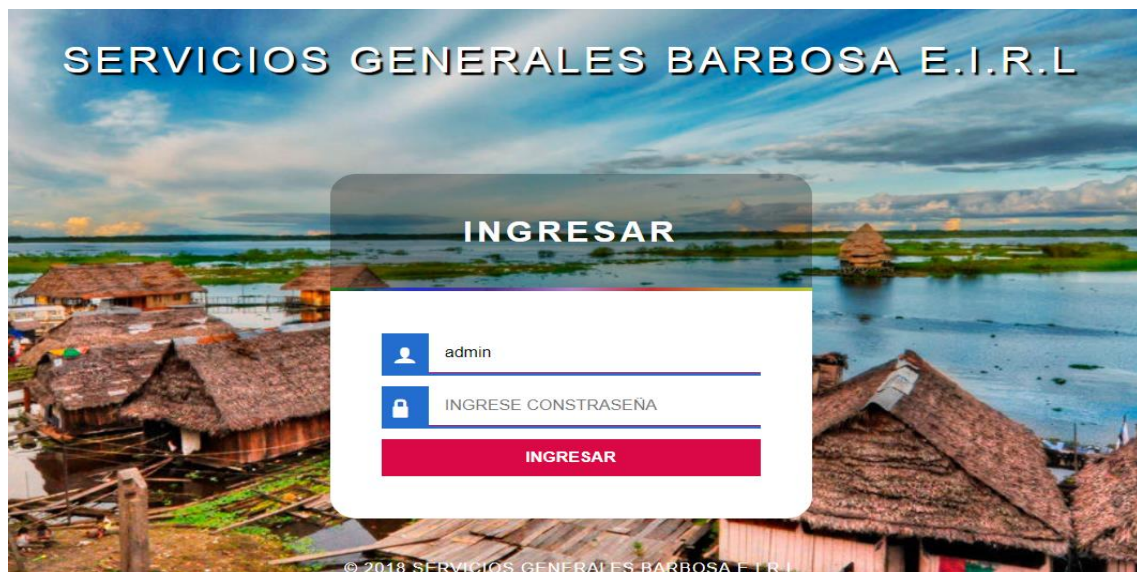 SERVICIOS GENERALES BARBOSA E.I.R.L
INGRESAR
admin
INGRESE CONSTRASEÑA
INGRESAR
© 2018 SERVICIOS GENERALES BARBOSA E.I.R.L